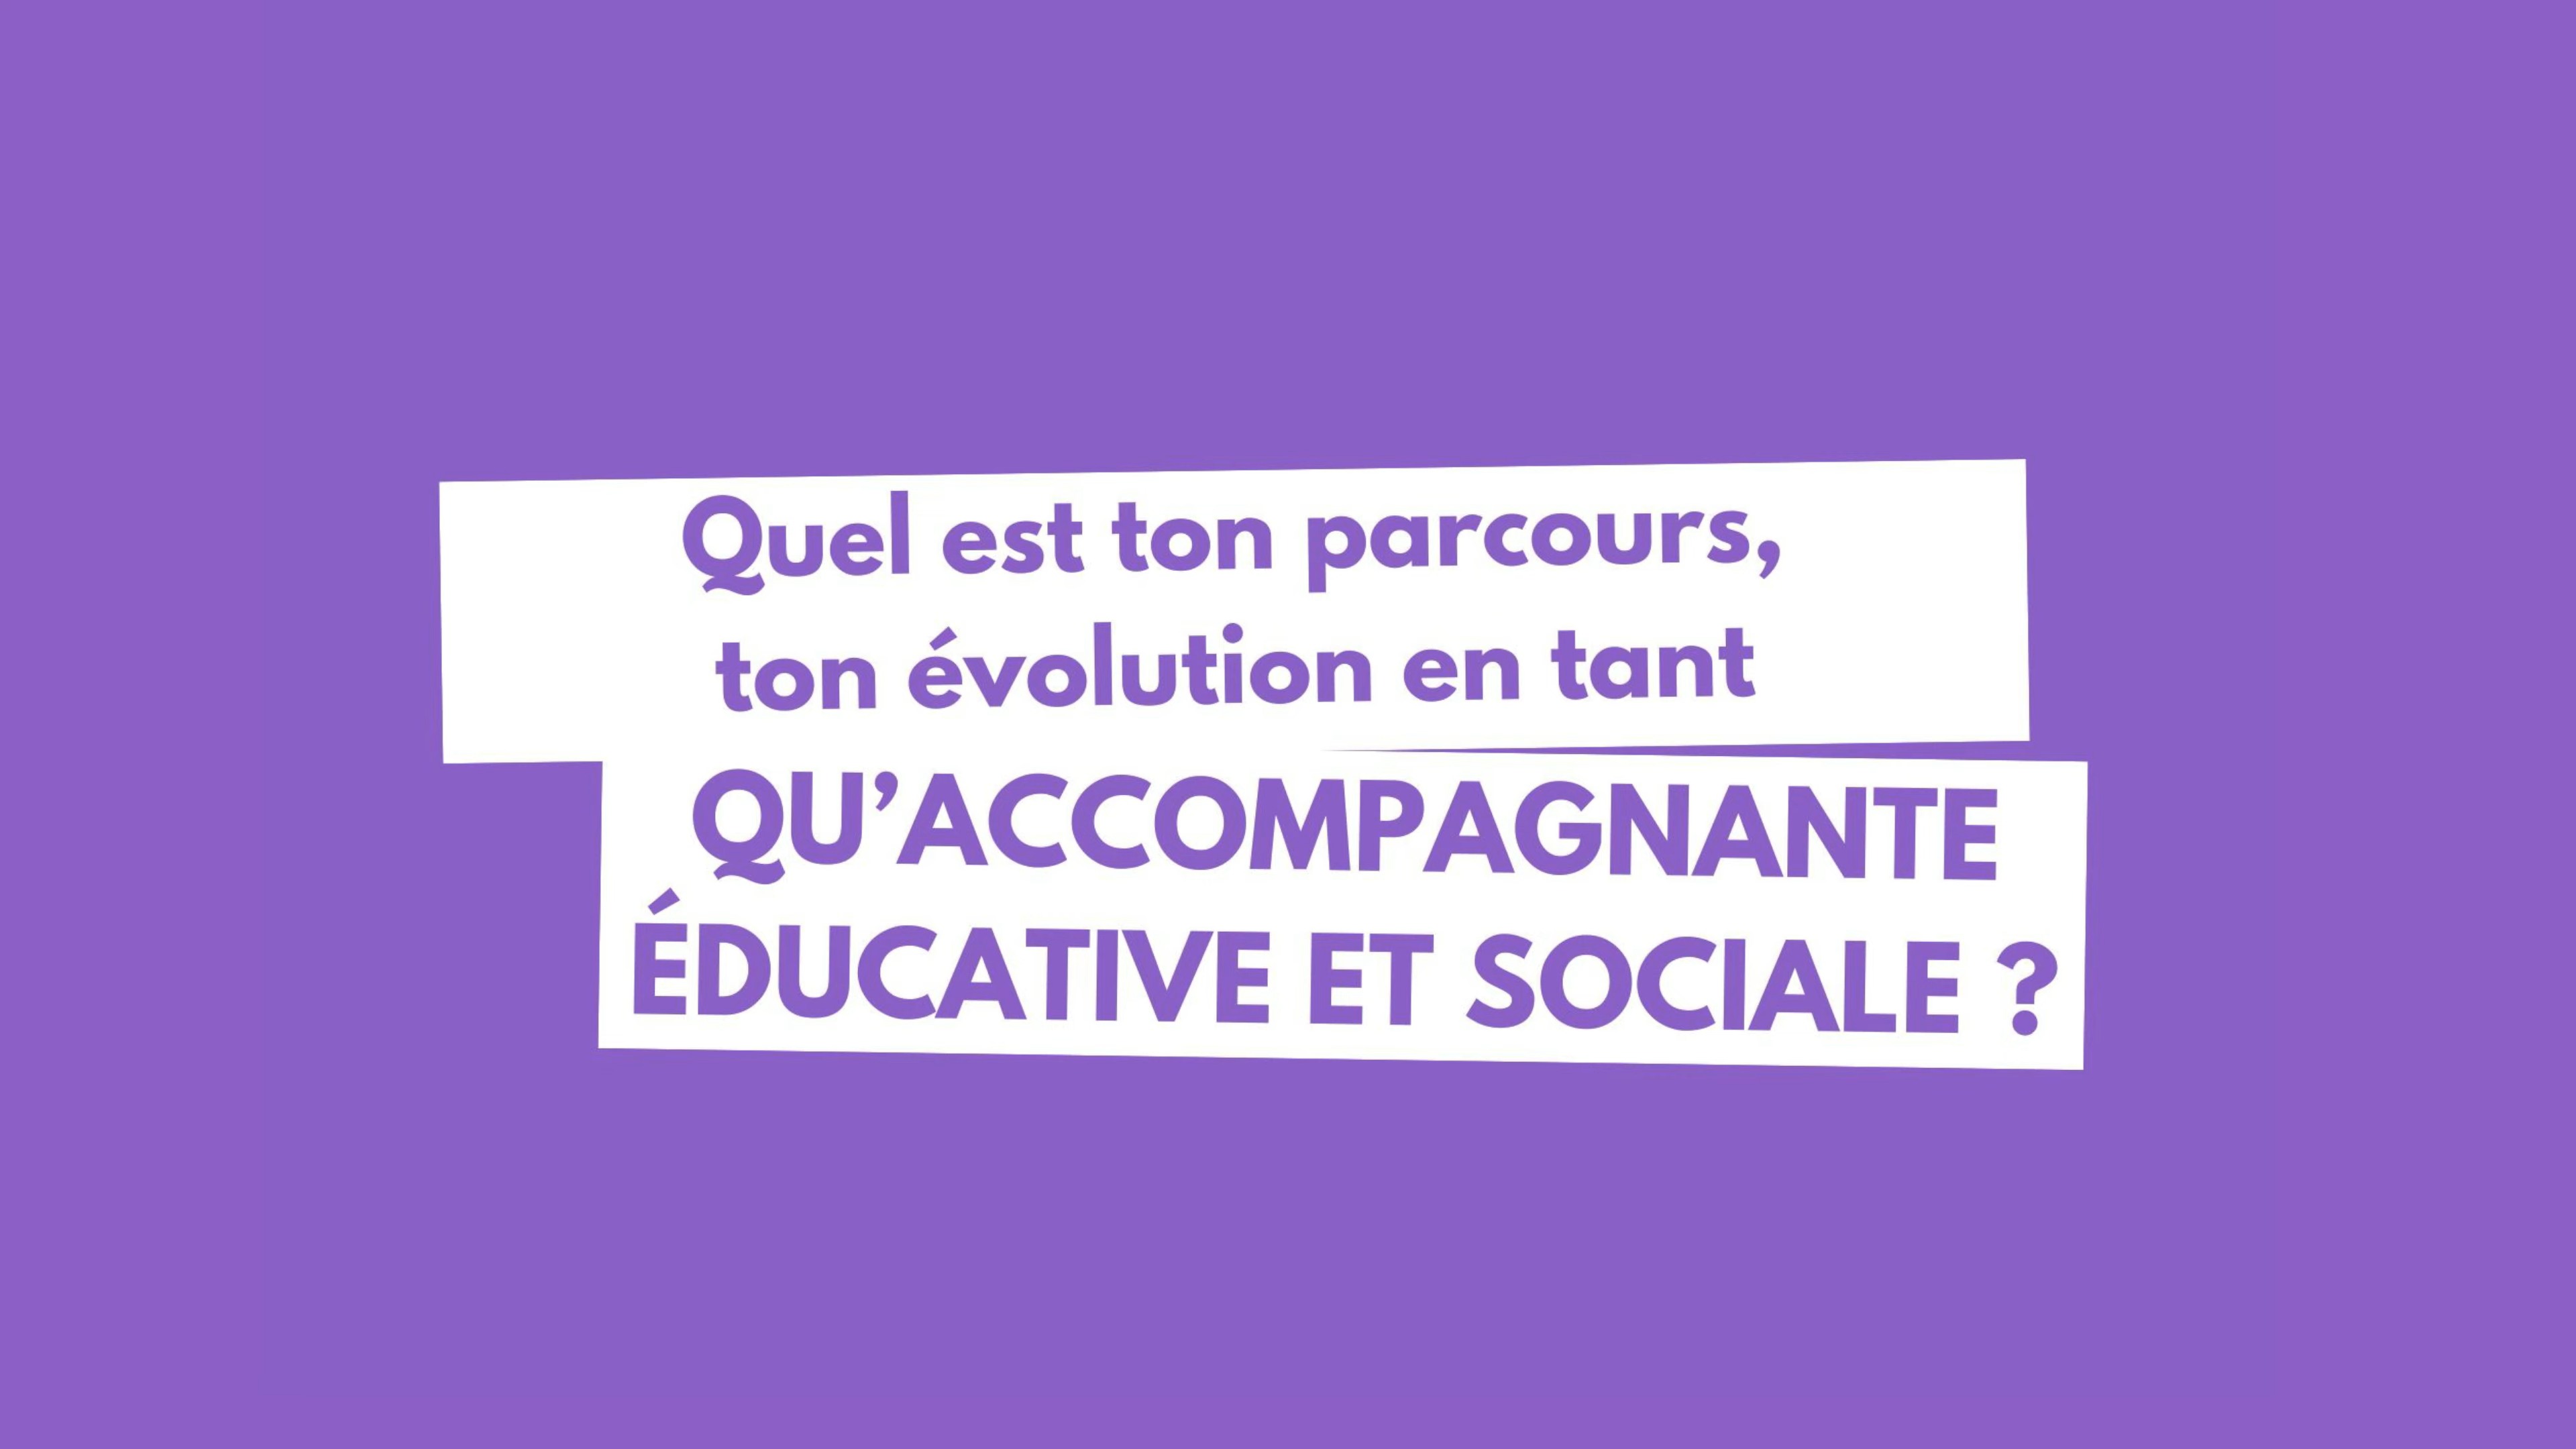 Quel est ton parcours,
ton évolution en tant
QU’ACCOMPAGNANTE
ÉDUCATIVE ET SOCIALE ?